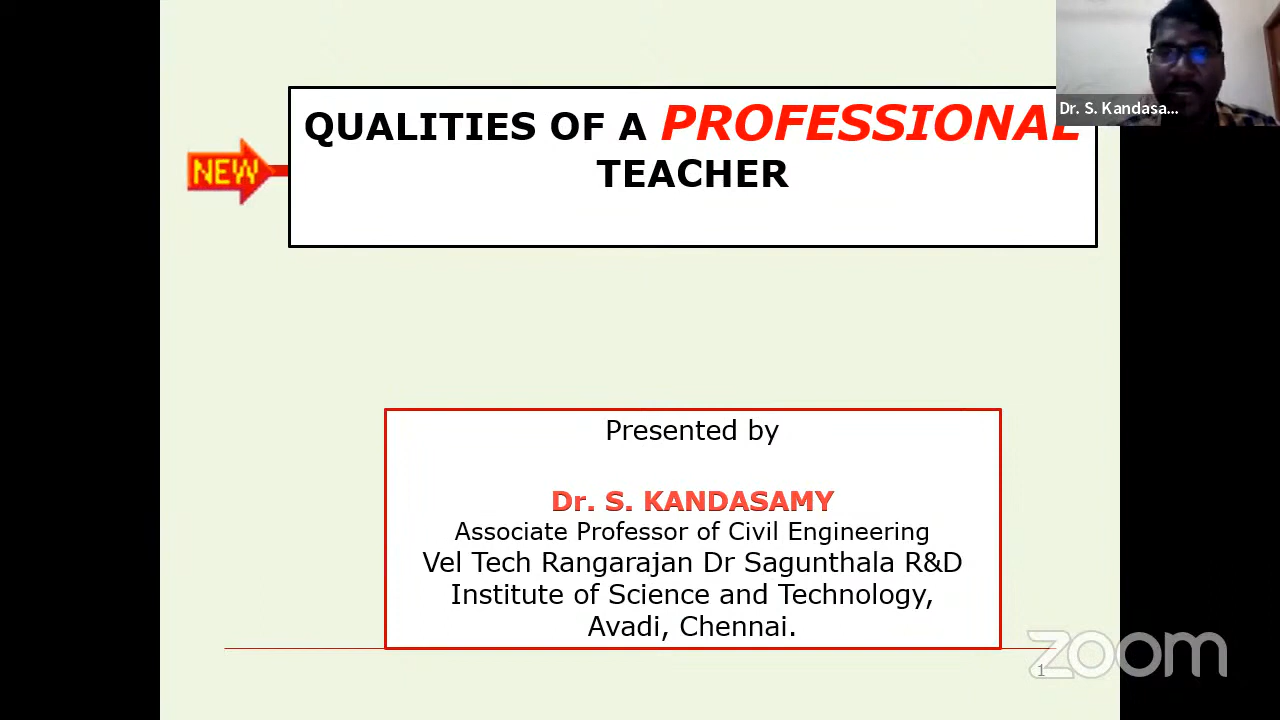 QUALITIES OF A PROFESSIONAL
TEACHER
NEW
Dr. S. Kandasa...
Presented by
Dr. S. KANDASAMY
Associate Professor of Civil Engineering
Vel Tech Rangarajan Dr Sagunthala R&D
Institute of Science and Technology,
Avadi, Chennai.
zoom
1